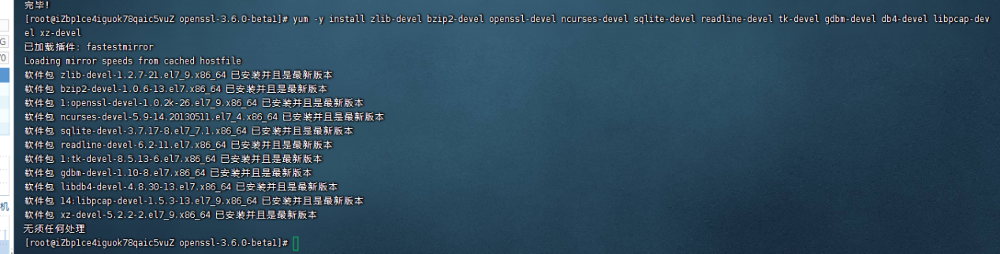 完毕！
[root@iZbp1ce4iguok78qaic5vuZ openssl-3.6.0-beta1]# yum -y install zlib-devel bzip2-devel openssl-devel ncurses-devel sqlite-devel readline-devel tk-devel gdbm-devel db4-devel libpcap-dev
el xz-devel
已加载插件：fastestmirror
Loading mirror speeds from cached hostfile
软件包 zlib-devel-1.2.7-21.el7_9.x86_64 已安装并且是最新版本
软件包 bzip2-devel-1.0.6-13.el7.x86_64 已安装并且是最新版本
软件包 1:openssl-devel-1.0.2k-26.el7_9.x86_64 已安装并且是最新版本
软件包 ncurses-devel-5.9-14.20130511.el7_4.x86_64 已安装并且是最新版本
软件包 sqlite-devel-3.7.17-8.el7_7.1.x86_64 已安装并且是最新版本
软件包 readline-devel-6.2-11.el7.x86_64 已安装并且是最新版本
软件包 1:tk-devel-8.5.13-6.el7.x86_64 已安装并且是最新版本
软件包 gdbm-devel-1.10-8.el7.x86_64 已安装并且是最新版本
软件包 libdb4-devel-4.8.30-13.el7.x86_64 已安装并且是最新版本
软件包 14:libpcap-devel-1.5.3-13.el7_9.x86_64 已安装并且是最新版本
软件包 xz-devel-5.2.2-2.el7_9.x86_64 已安装并且是最新版本
无须任何处理
[root@iZbp1ce4iguok78qaic5vuZ openssl-3.6.0-beta1]#
G
机